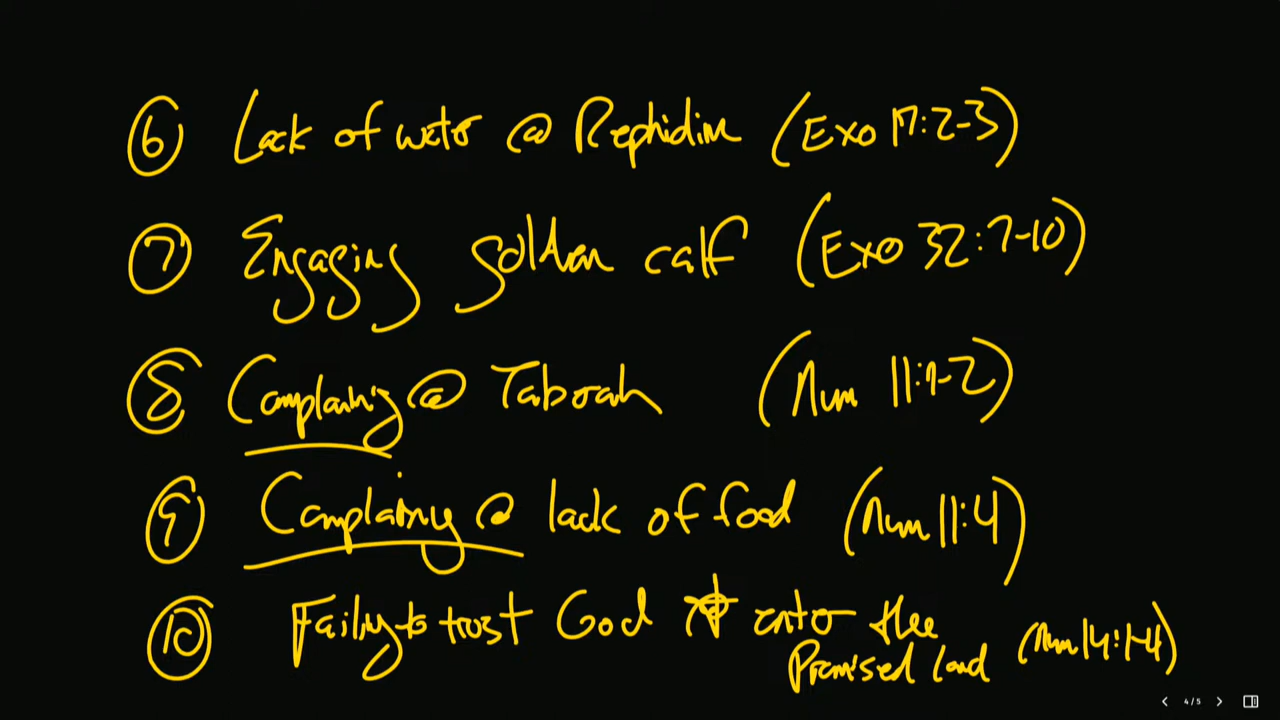 ⑥ Lack of water @ Rephidim (Exo 17:2-3)
⑦ Engaging golden calf (Exo 32:7-10)
⑧ Complaining @ Taborah (Num 11:1-2)
⑨ Complaining @ lack of food (Num 11:4)
⑩ Failing to trust God enter the
Promised land (Num 14:1-4)
4/5